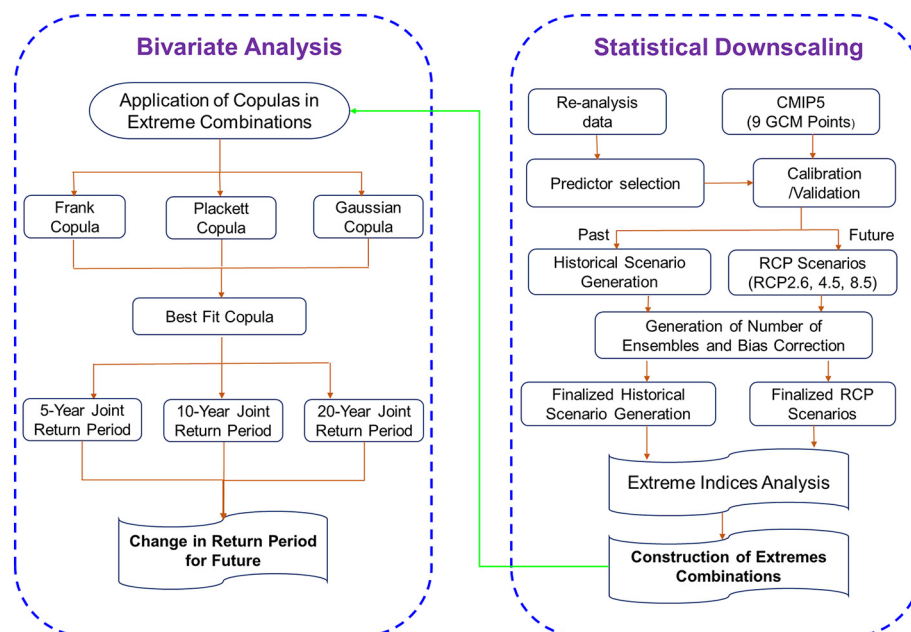 Bivariate Analysis
Application of Copulas in
Extreme Combinations
Frank
Copula
Plackett
Copula
Gaussian
Copula
Best Fit Copula
5-Year Joint
Return Period
10-Year Joint
Return Period
20-Year Joint
Return Period
Change in Return Period
for Future
Statistical Downscaling
Re-analysis
data
CMIP5
(9 GCM Points)
Predictor selection
Calibration
/Validation
Past
Future
Historical Scenario
Generation
RCP Scenarios
(RCP2.6, 4.5, 8.5)
Generation of Number of
Ensembles and Bias Correction
Finalized Historical
Scenario Generation
Finalized RCP
Scenarios
Extreme Indices Analysis
Construction of Extremes
Combinations